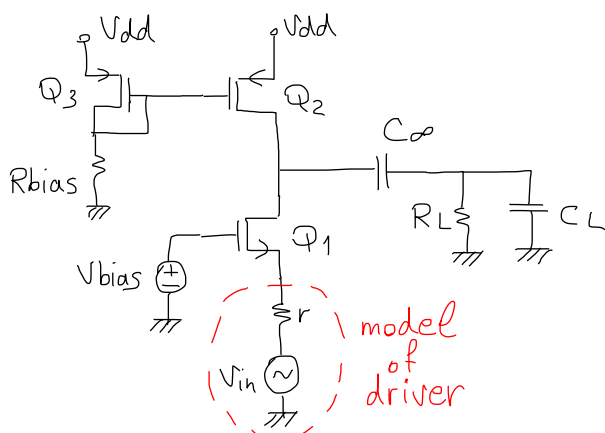 Vdd
Vdd
Q3
Q2
C∞
Rbias
RL
CL
Q1
Vbias
r
Vin
model
of
driver